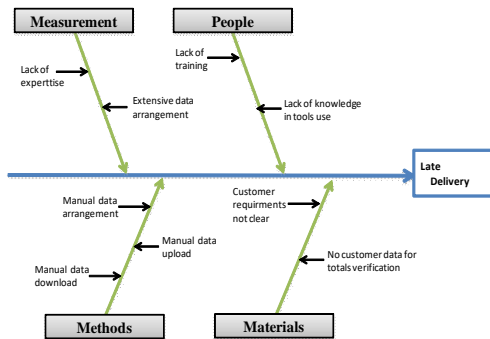 Measurement
People
Lack of
experttise
Extensive data
arrangement
Lack of
training
Lack of knowledge
in tools use
Late
Delivery
Manual data
arrangement
Manual data
upload
Manual data
download
Customer
requirments
not clear
No customer data for
totals verification
Methods
Materials